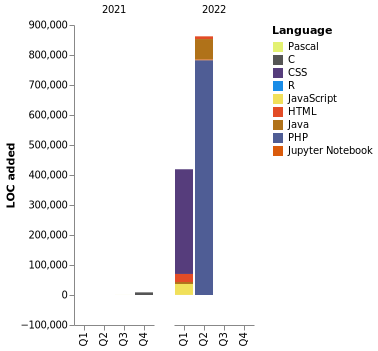 2021 2022
900,000
800,000
700,000
600,000
500,000
400,000
300,000
200,000
100,000
0
−100,000
LOC added
Q1 Q2 Q3 Q4 Q1 Q2 Q3 Q4
Language
Pascal
C
CSS
R
JavaScript
HTML
Java
PHP
Jupyter Notebook